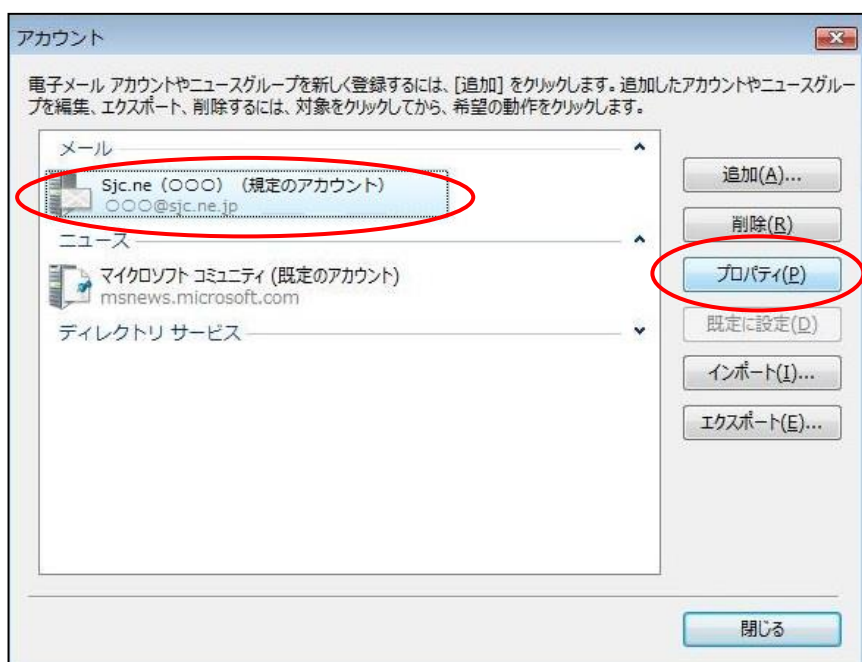 アカウント
電子メール アカウントやニュースグループを新しく登録するには、[追加] をクリックします。追加したアカウントやニュースグルー
プを編集、エクスポート、削除するには、対象をクリックしてから、希望の動作をクリックします。
メール
Sjc.ne（○○○）（規定のアカウント）
○○○@sjc.ne.jp
ニュース
マイクロソフト コミュニティ (既定のアカウント)
msnews.microsoft.com
ディレクトリ サービス
追加(A)...
削除(R)
プロパティ(P)
既定に設定(D)
インポート(I)...
エクスポート(E)...
閉じる